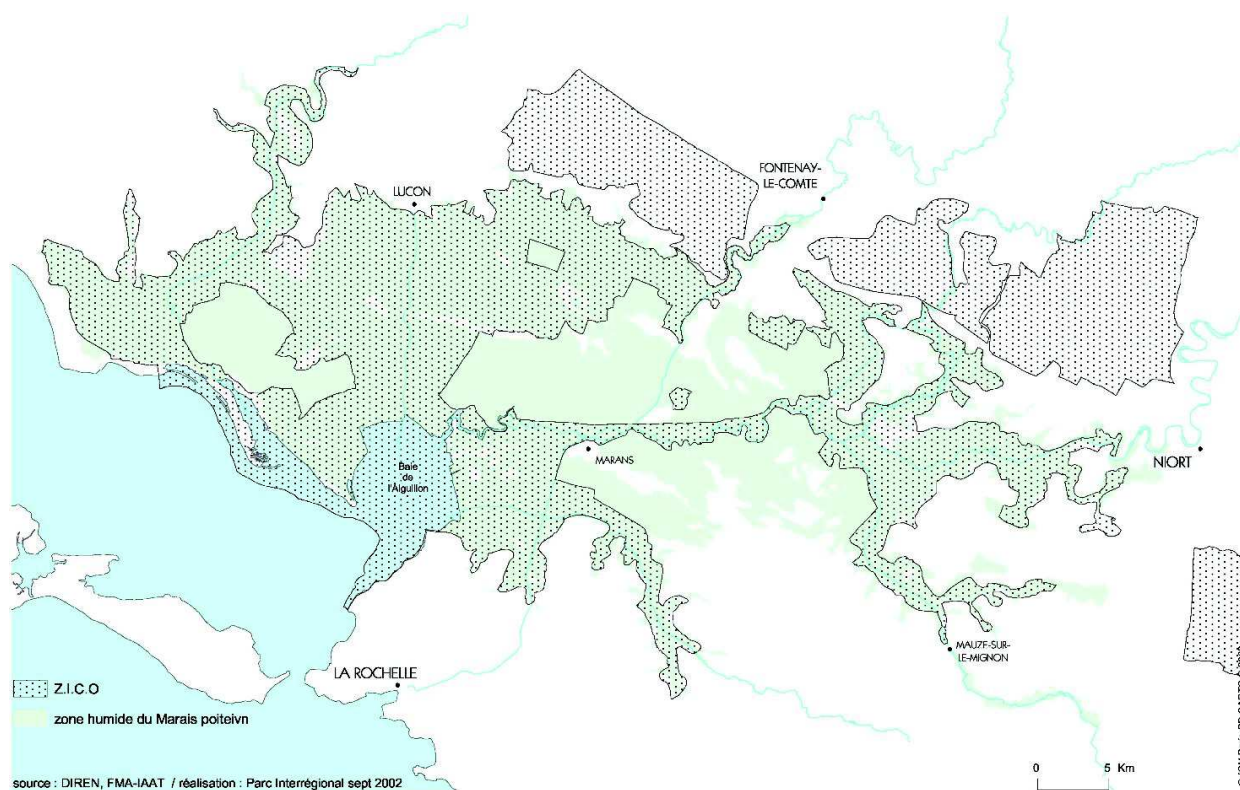 LUCON
FONTENAY-
LE-COMTE
MARANS
Baie
de
l'Aiguillon
NIORT
MAUZE-SUR-
LE-MIGNON
LA ROCHELLE
Z.I.C.O
zone humide du Marais poiteivn
source : DIREN, FMA-IAAT / réalisation : Parc Interrégional sept 2002
0 5 Km